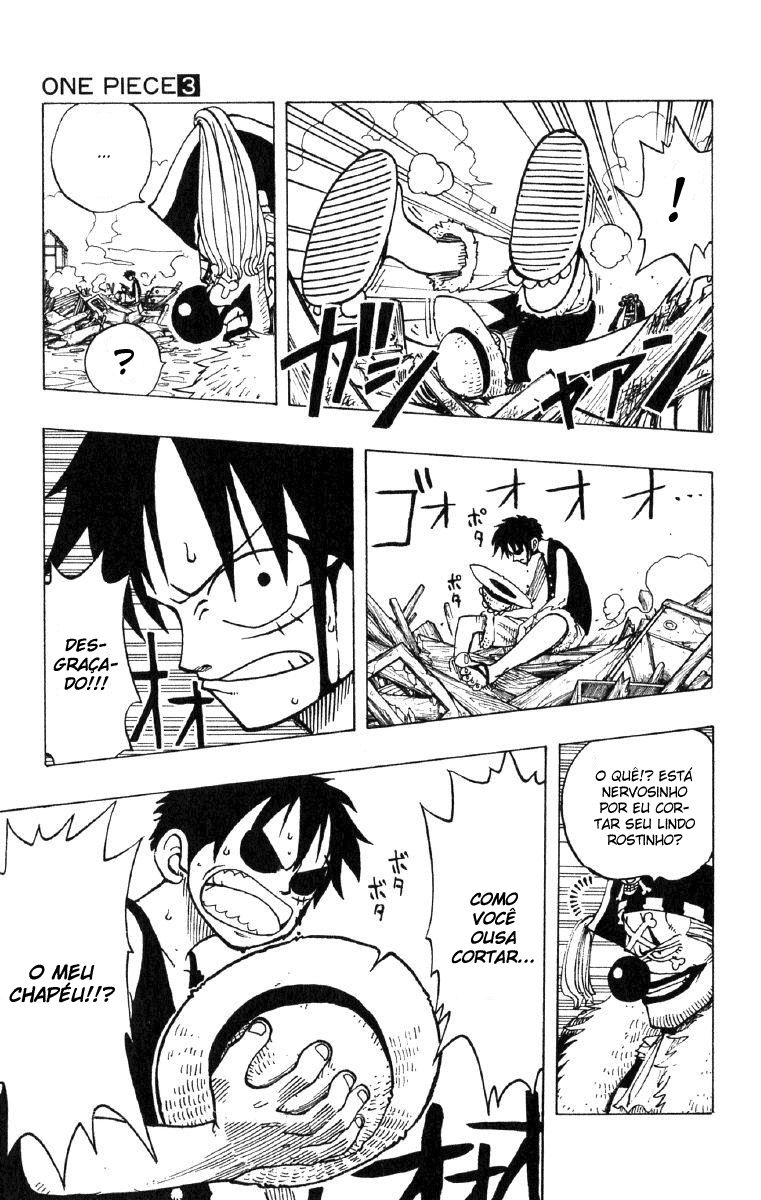 ONE PIECE 3
!
ガシャアン
...
?
ゴオオオオ...
ポタ
ポタ
DES-
GRAÇA-
DO!!!
オオ
O QUÊ!? ESTÁ
NERVOSINHO
POR EU COR-
TAR SEU LINDO
ROSTINHO?
COMO
VOCÊ
OUSA
CORTAR...
ボタ
ボタ
O MEU
CHAPÉU!!?
オオ